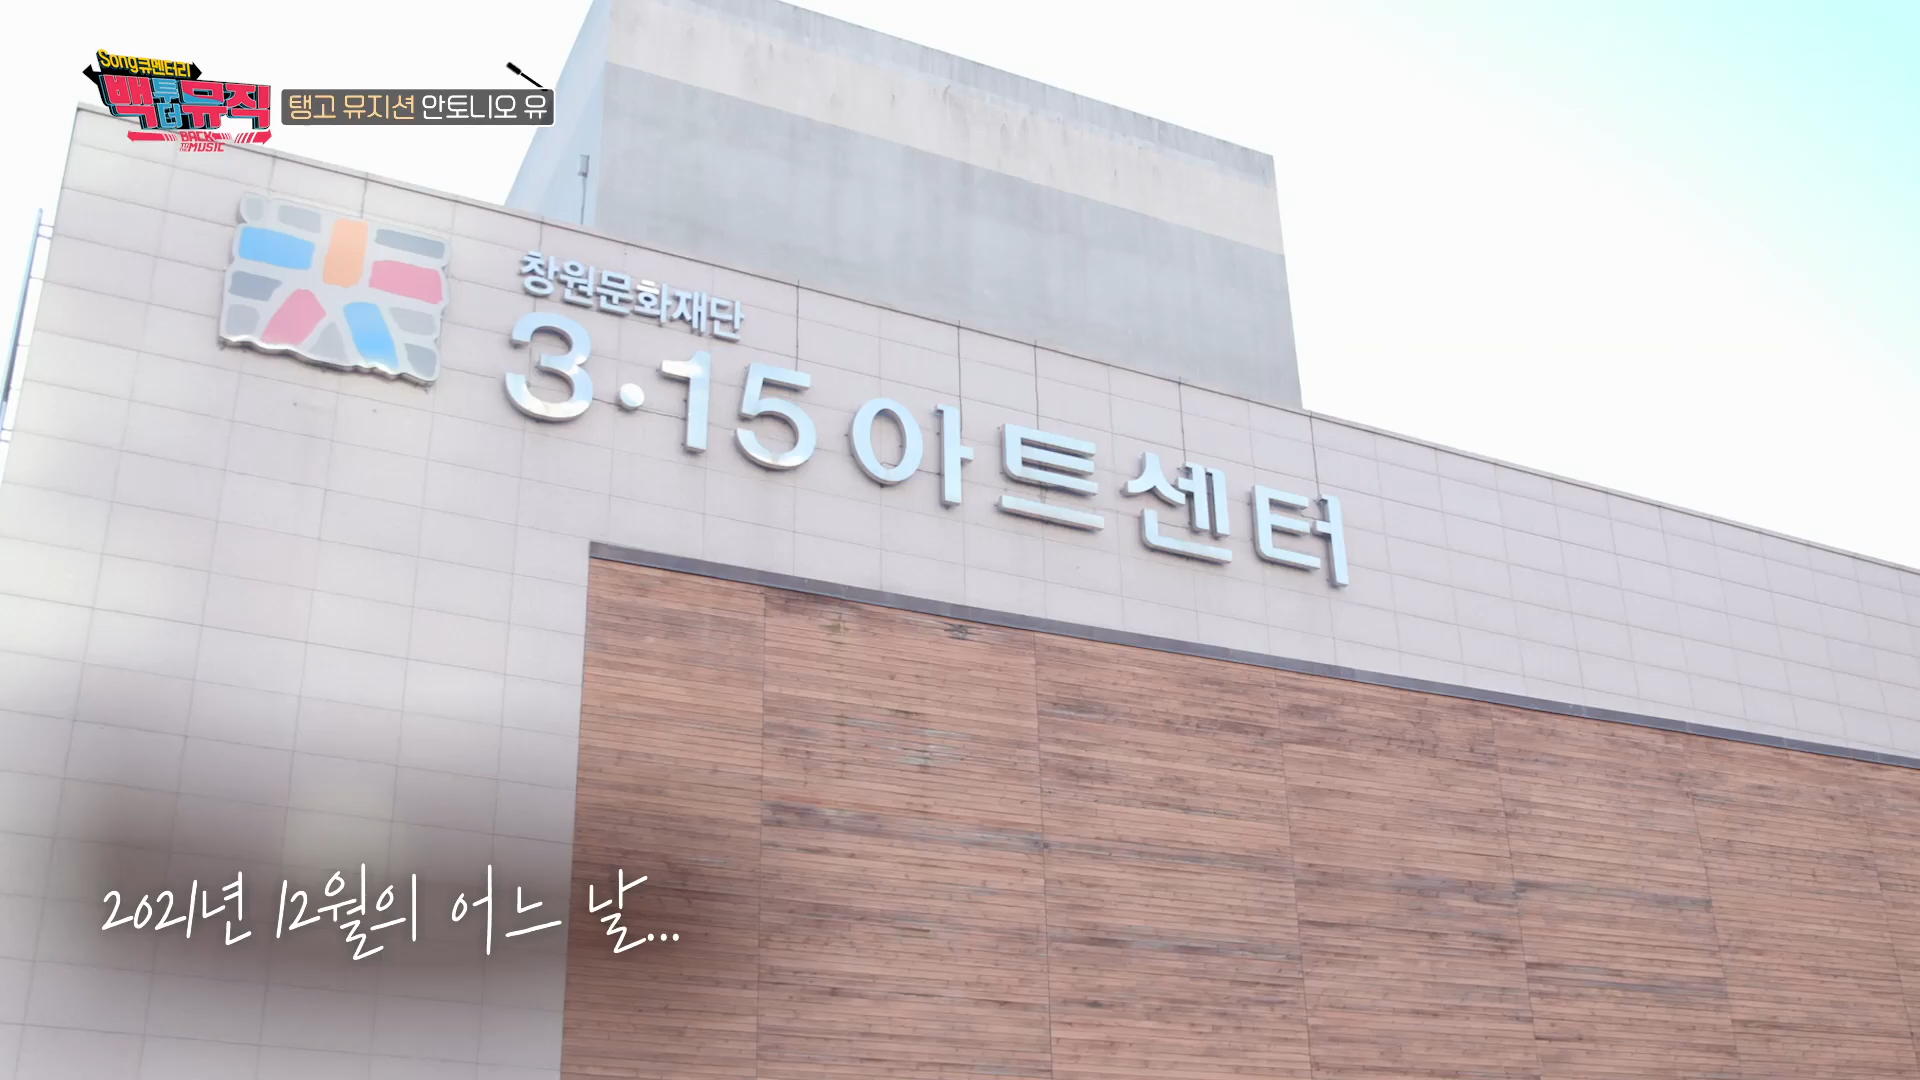 Song큐멘터리
백투더뮤직
BACK
TO THE MUSIC
탱고 뮤지션 안토니오 유
창원문화재단
3·15아트센터
2021년 12월의 어느 날...